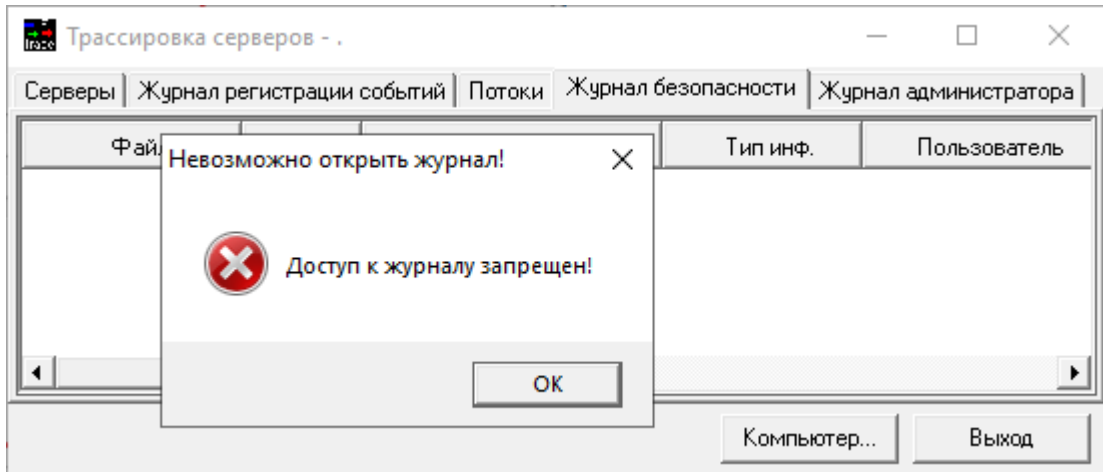 Трассировка серверов - .
Серверы Журнал регистрации событий Потоки Журнал безопасности Журнал администратора
Тип инф. Пользователь
Невозможно открыть журнал!
Доступ к журналу запрещен!
OK
Компьютер... Выход